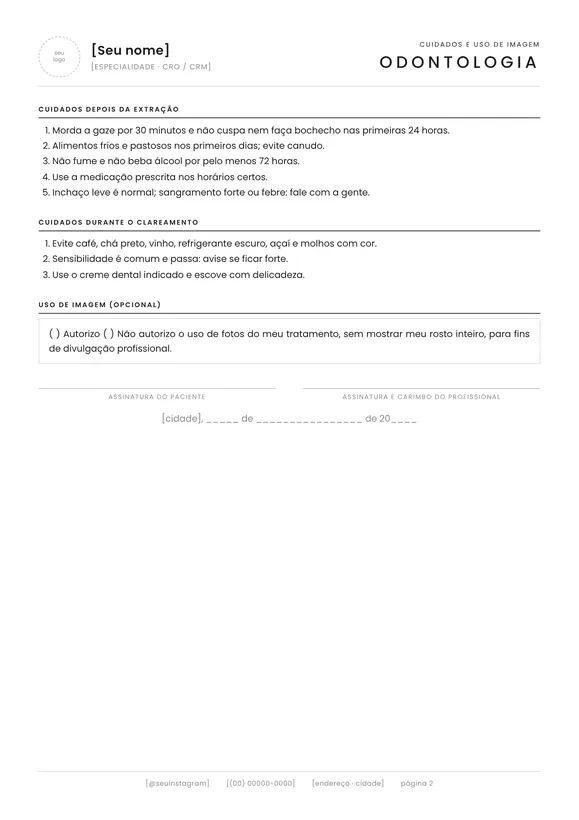 seu
logo
[Seu nome]
[ESPECIALIDADE · CRO / CRM]
CUIDADOS E USO DE IMAGEM
ODONTOLOGIA
CUIDADOS DEPOIS DA EXTRAÇÃO
1. Morda a gaze por 30 minutos e não cuspa nem faça bochecho nas primeiras 24 horas.
2. Alimentos frios e pastosos nos primeiros dias; evite canudo.
3. Não fume e não beba álcool por pelo menos 72 horas.
4. Use a medicação prescrita nos horários certos.
5. Inchaço leve é normal; sangramento forte ou febre: fale com a gente.
CUIDADOS DURANTE O CLAREAMENTO
1. Evite café, chá preto, vinho, refrigerante escuro, açaí e molhos com cor.
2. Sensibilidade é comum e passa: avise se ficar forte.
3. Use o creme dental indicado e escove com delicadeza.
USO DE IMAGEM (OPCIONAL)
( ) Autorizo ( ) Não autorizo o uso de fotos do meu tratamento, sem mostrar meu rosto inteiro, para fins
de divulgação profissional.
ASSINATURA DO PACIENTE
ASSINATURA E CARIMBO DO PROFISSIONAL
[cidade], _____ de ________________ de 20____
[@seuinstagram] [(00) 00000-0000] [endereço · cidade] página 2